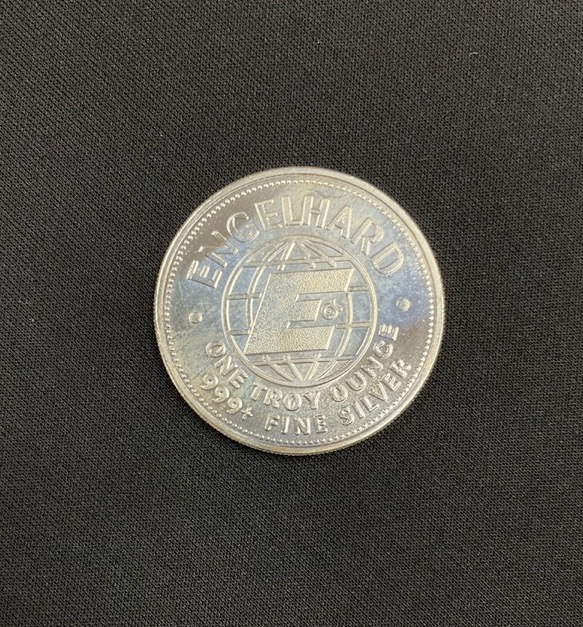 ENGELHARD
E
ONE TROY OUNCE
999+ FINE SILVER